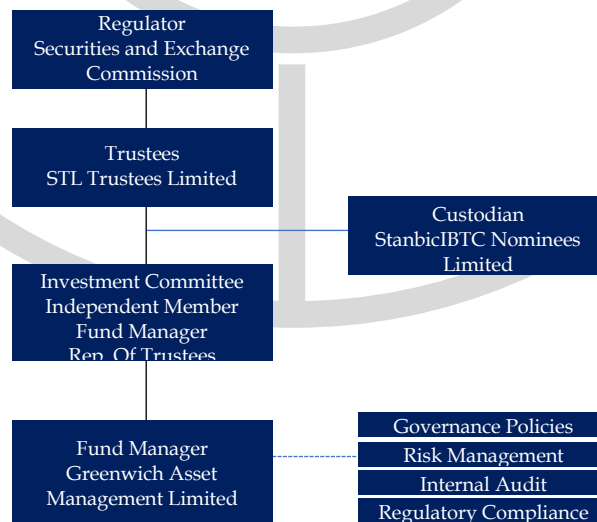 Regulator
Securities and Exchange
Commission
Trustees
STL Trustees Limited
Custodian
StanbicIBTC Nominees
Limited
Investment Committee
Independent Member
Fund Manager
Rep. Of Trustees
Fund Manager
Greenwich Asset
Management Limited
Governance Policies
Risk Management
Internal Audit
Regulatory Compliance